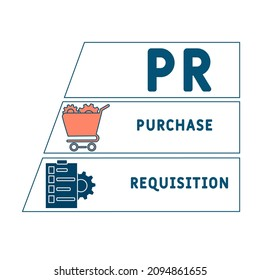 PR
PURCHASE
REQUISITION
shutterstock.com · 2094861655